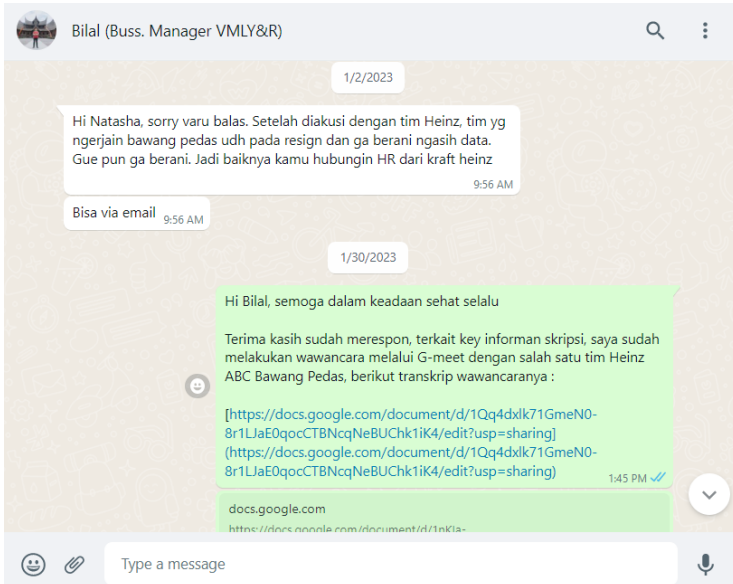 Bilal (Buss. Manager VMLY&R)
1/2/2023
Hi Natasha, sorry varu balas. Setelah diakusi dengan tim Heinz, tim yg
ngerjain bawang pedas udh pada resign dan ga berani ngasih data.
Gue pun ga berani. Jadi baiknya kamu hubungin HR dari kraft heinz
9:56 AM
Bisa via email 9:56 AM
1/30/2023
Hi Bilal, semoga dalam keadaan sehat selalu
Terima kasih sudah merespon, terkait key informan skripsi, saya sudah
melakukan wawancara melalui G-meet dengan salah satu tim Heinz
ABC Bawang Pedas, berikut transkrip wawancaranya :
[https://docs.google.com/document/d/1Qq4dxlk71GmeN0-
8r1LJaE0qocCTBNcqNeBUChk1iK4/edit?usp=sharing]
(https://docs.google.com/document/d/1Qq4dxlk71GmeN0-
8r1LJaE0qocCTBNcqNeBUChk1iK4/edit?usp=sharing)
1:45 PM
docs.google.com
https://docs.google.com/document/d/1nKJa-
Type a message